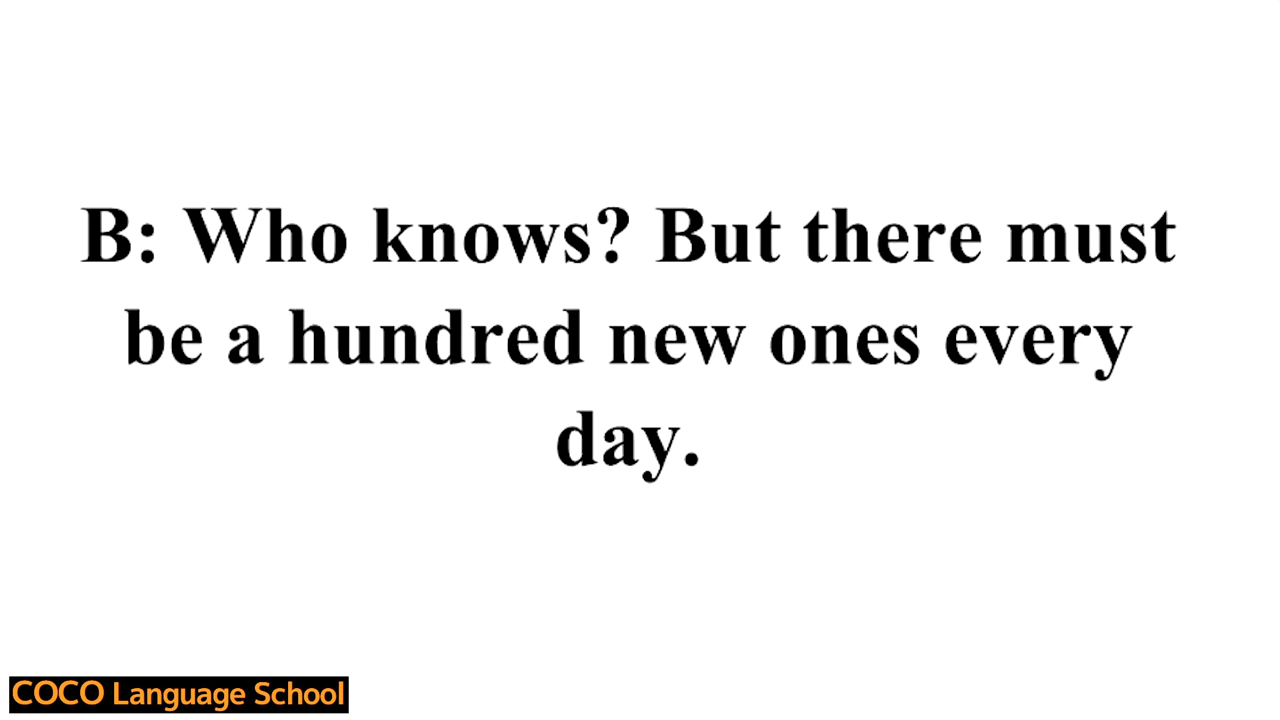 B: Who knows? But there must
be a hundred new ones every
day.
COCO Language School